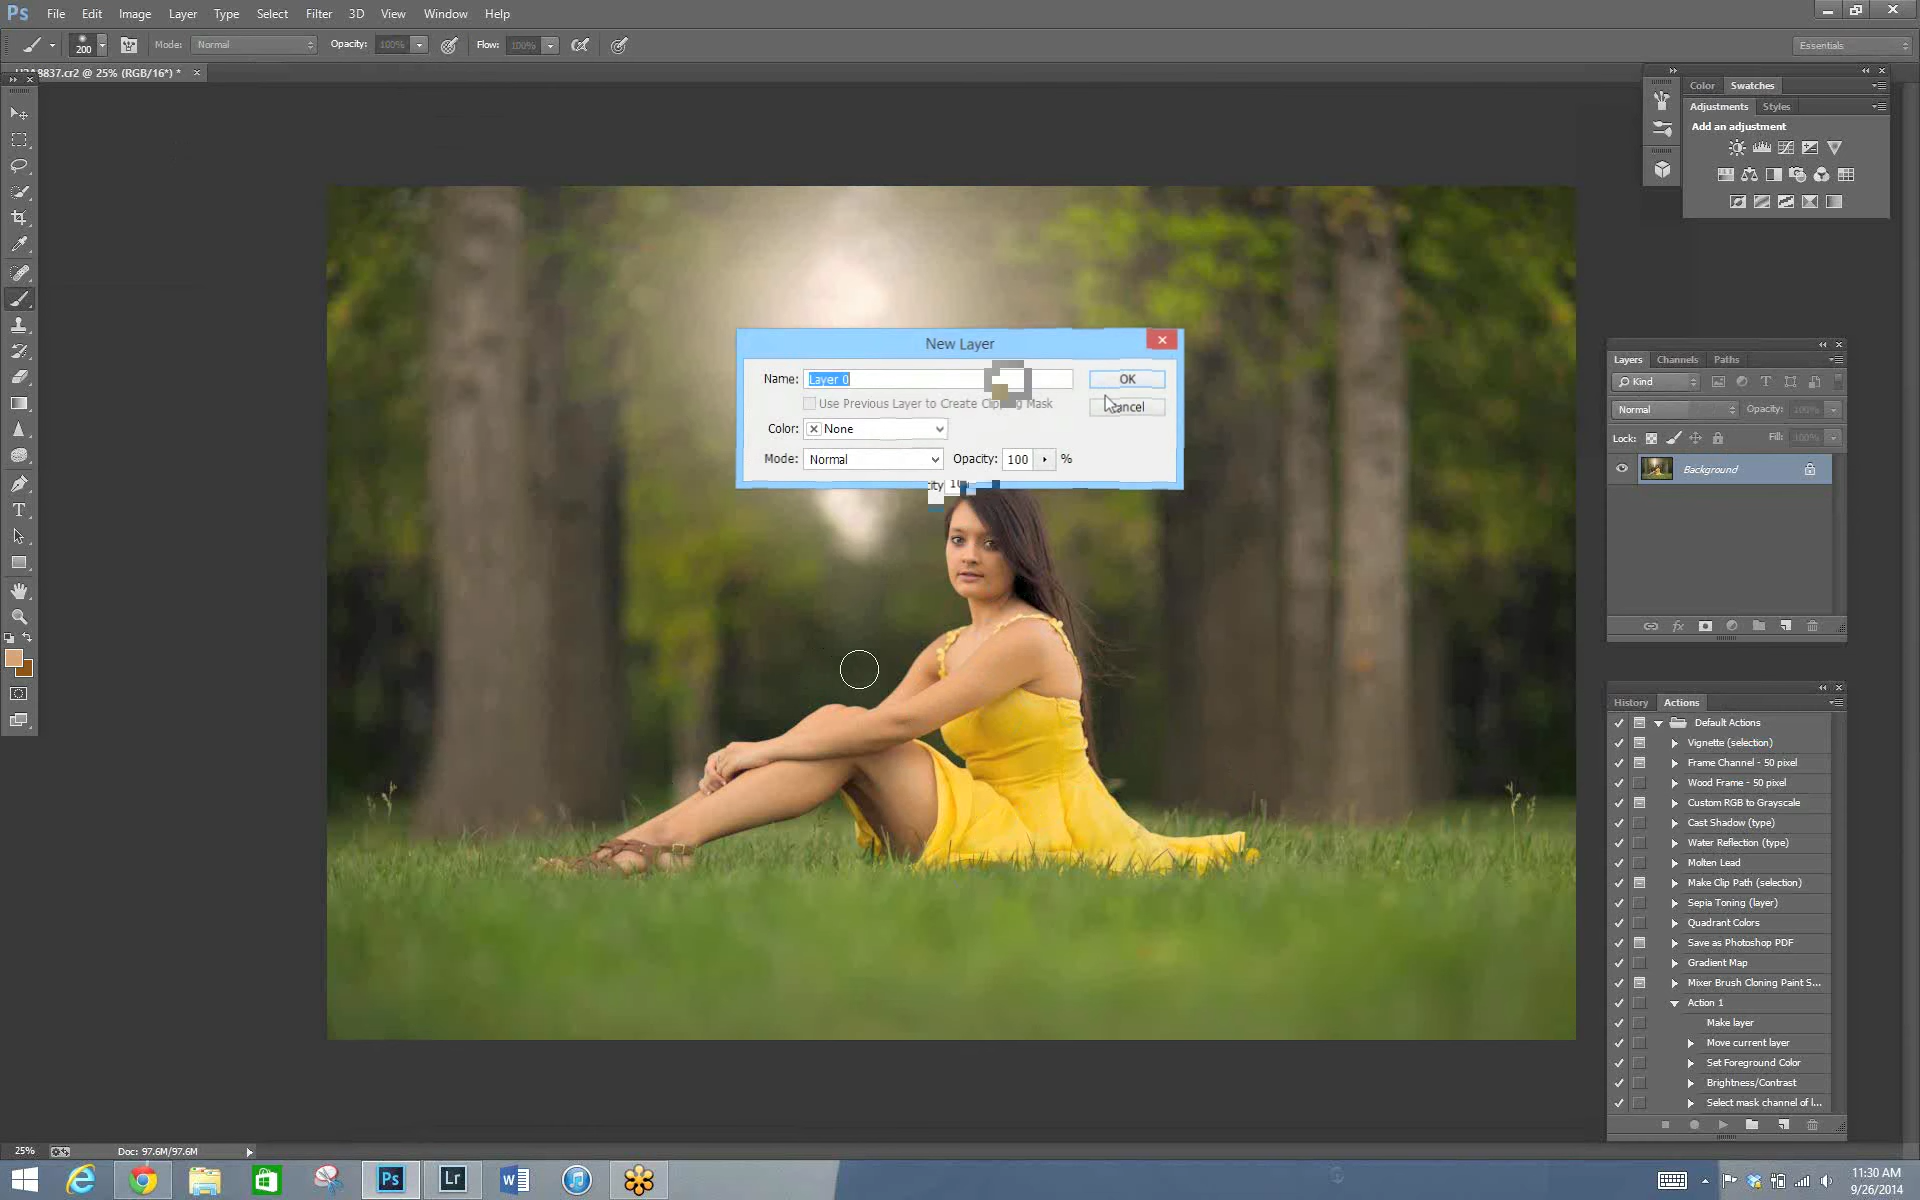 Ps File Edit Image Layer Type Select Filter 3D View Window Help
200 Mode: Normal Opacity: 100% Flow: 100% Essentials
8837.cr2 @ 25% (RGB/16*) *
Color Swatches
Adjustments Styles
Add an adjustment
New Layer
Name: Layer 0 OK
Use Previous Layer to Create Mask Cancel
Color: None
Mode: Normal Opacity: 100 %
Layers Channels Paths
Kind
Normal Opacity: 100%
Lock: Fill: 100%
Background
fx
T
History Actions
Default Actions
Vignette (selection)
Frame Channel - 50 pixel
Wood Frame - 50 pixel
Custom RGB to Grayscale
Cast Shadow (type)
Water Reflection (type)
Molten Lead
Make Clip Path (selection)
Sepia Toning (layer)
Quadrant Colors
Save as Photoshop PDF
Gradient Map
Mixer Brush Cloning Paint S...
Action 1
Make layer
Move current layer
Set Foreground Color
Brightness/Contrast
Select mask channel of l...
25% Doc: 97.6M/97.6M
Ps Lr W
11:30 AM
9/26/2014